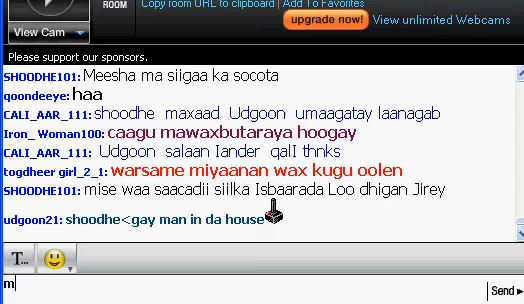 ROOM
Copy room URL to clipboard | Add To Favorites
upgrade now! View unlimited Webcams
View Cam
Please support our sponsors.
SHOODHE101: Meesha ma siigaa ka socota
qoondeeye: haa
CALI_AAR_111: shoodhe maxaad Udgoon umaagatay laanagab
Iron_Woman100: caagu mawaxbutaraya hoogay
CALI_AAR_111: Udgoon salaan Iander qalI thnks
togdheer girl_2_1: warsame miyaanan wax kugu oolen
SHOODHE101: mise waa saacadii siilka Isbaarada Loo dhigan Jirey
udgoon21: shoodhe<gay man in da house
T...
m
Send